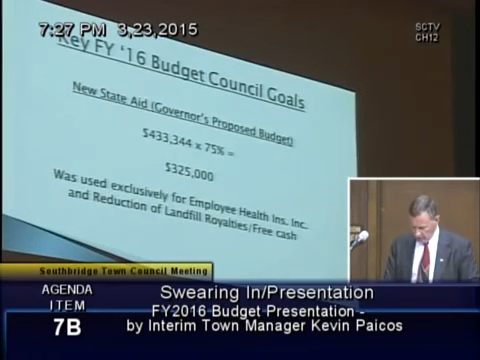 7:27 PM 3,23,2015
SCTV
CH12
Key FY '16 Budget Council Goals
New State Aid (Governor's Proposed Budget)
$433,344 x 75% =
$325,000
Was used exclusively for Employee Health Ins. Inc.
and Reduction of Landfill Royalties/Free cash
Southbridge Town Council Meeting
AGENDA
ITEM
7B
Swearing In/Presentation
FY2016 Budget Presentation -
by Interim Town Manager Kevin Paicos